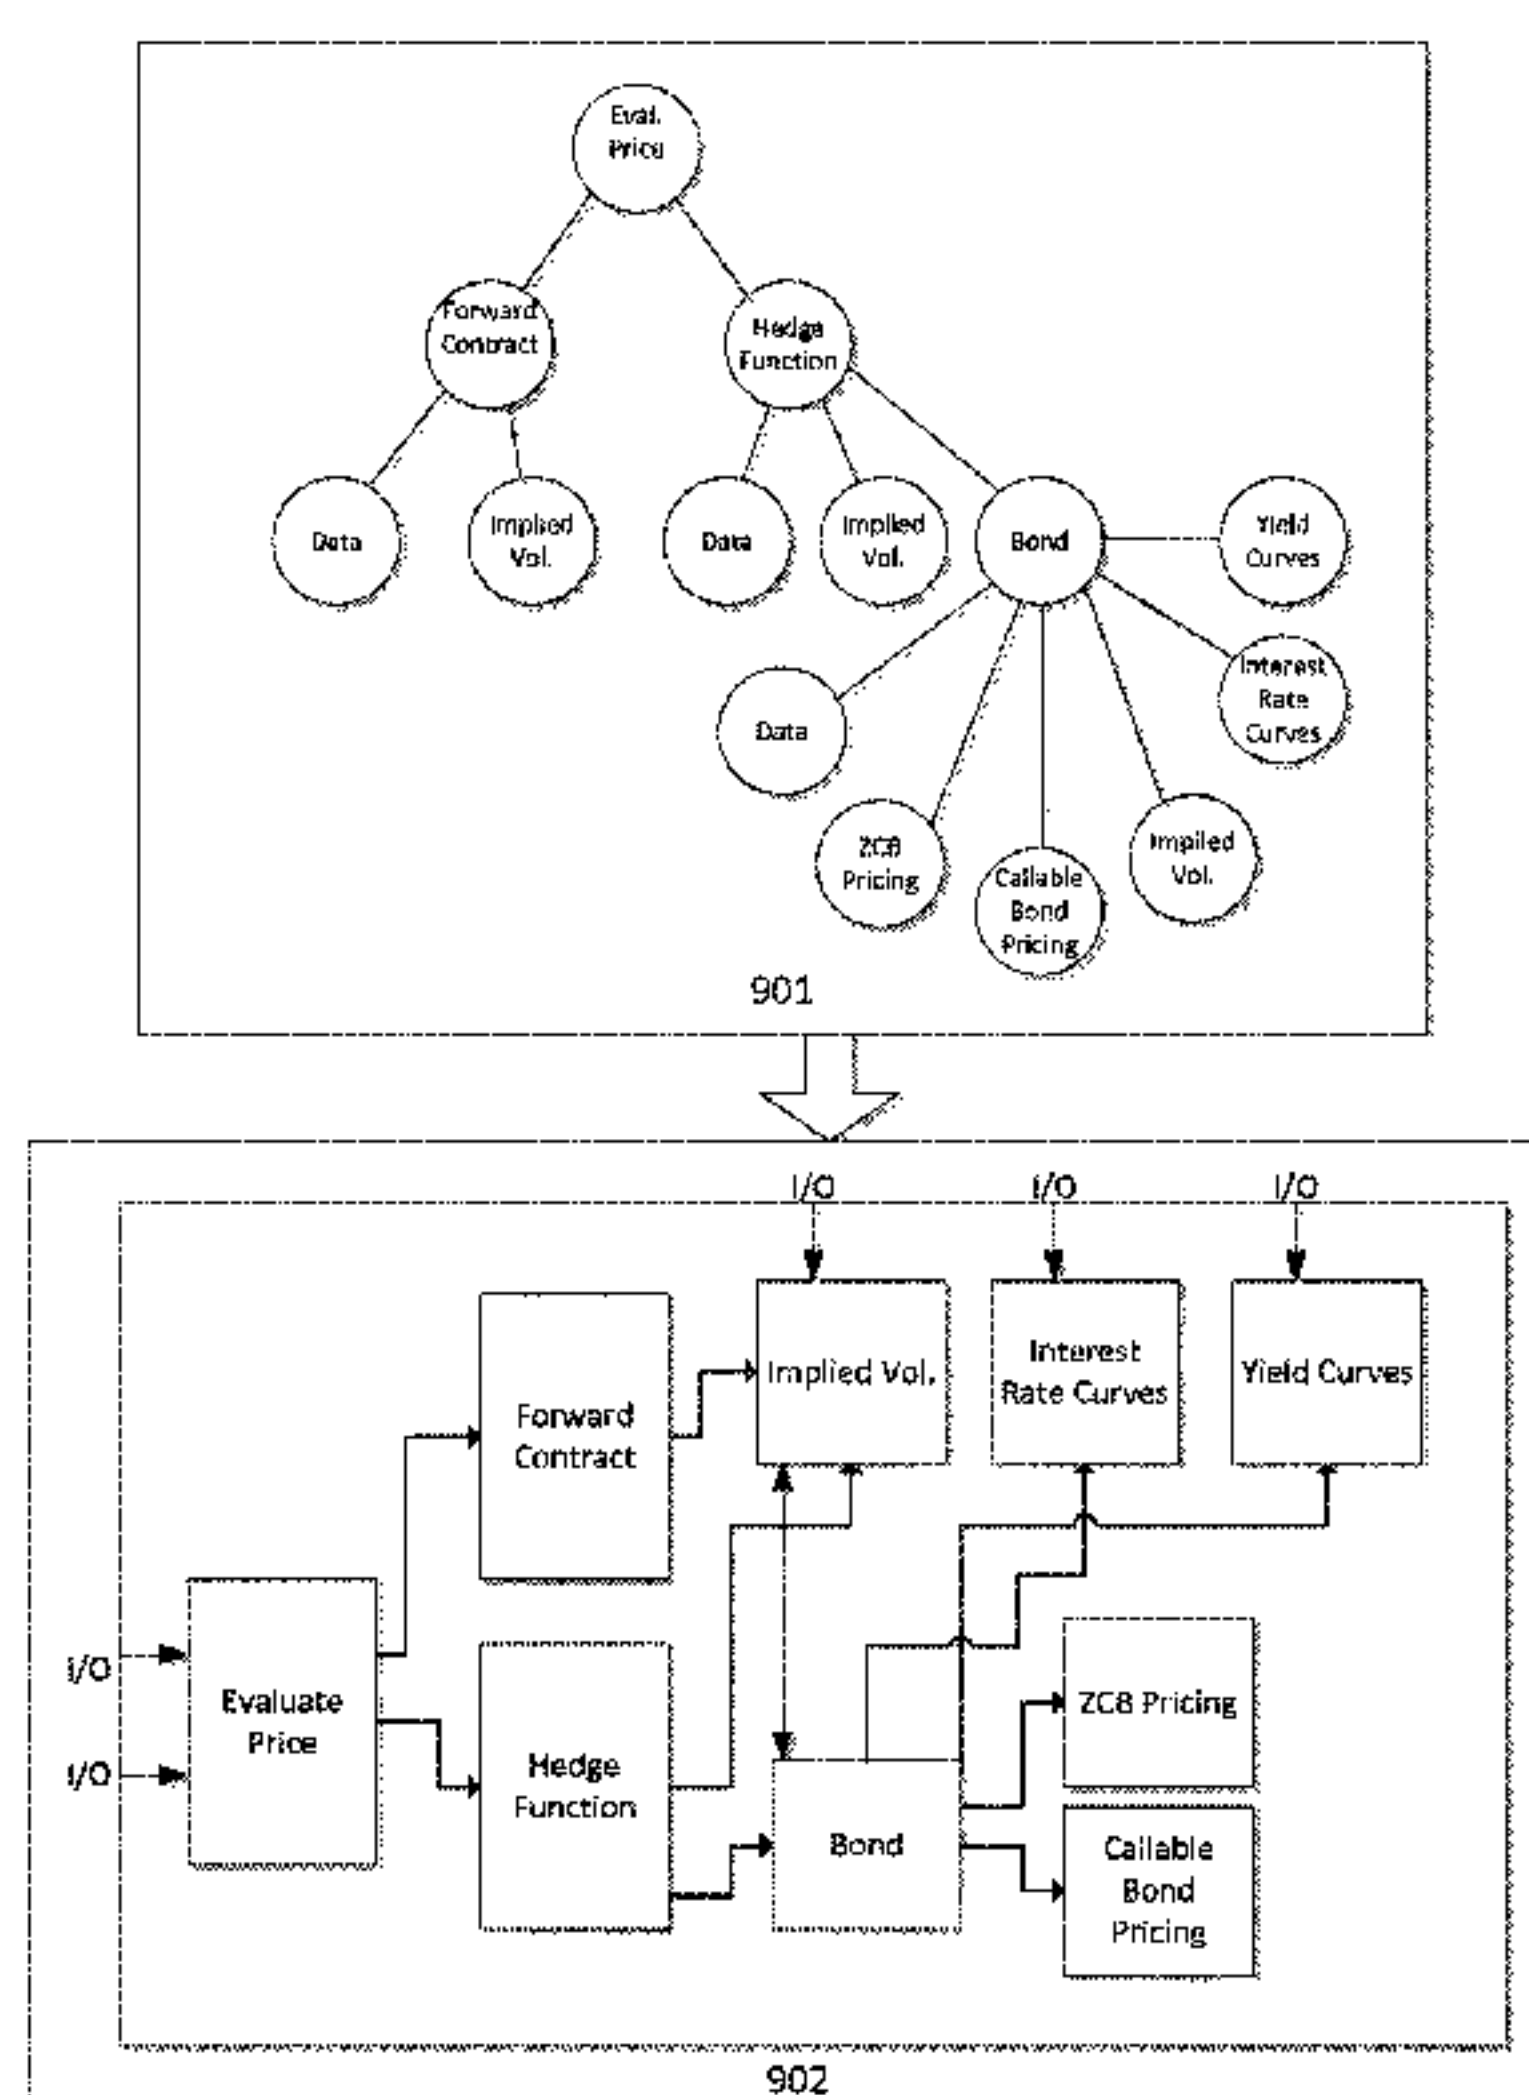 Eval.
Price
Forward
Contract
Hedge
Function
Data
Implied
Vol.
Data
Implied
Vol.
Bond
Yield
Curves
Interest
Rate
Curves
Data
ZCB
Pricing
Callable
Bond
Pricing
Implied
Vol.
901
I/O
I/O
I/O
Implied Vol.
Interest
Rate Curves
Yield Curves
Forward
Contract
I/O
I/O
Evaluate
Price
Hedge
Function
Bond
ZCB Pricing
Callable
Bond
Pricing
902